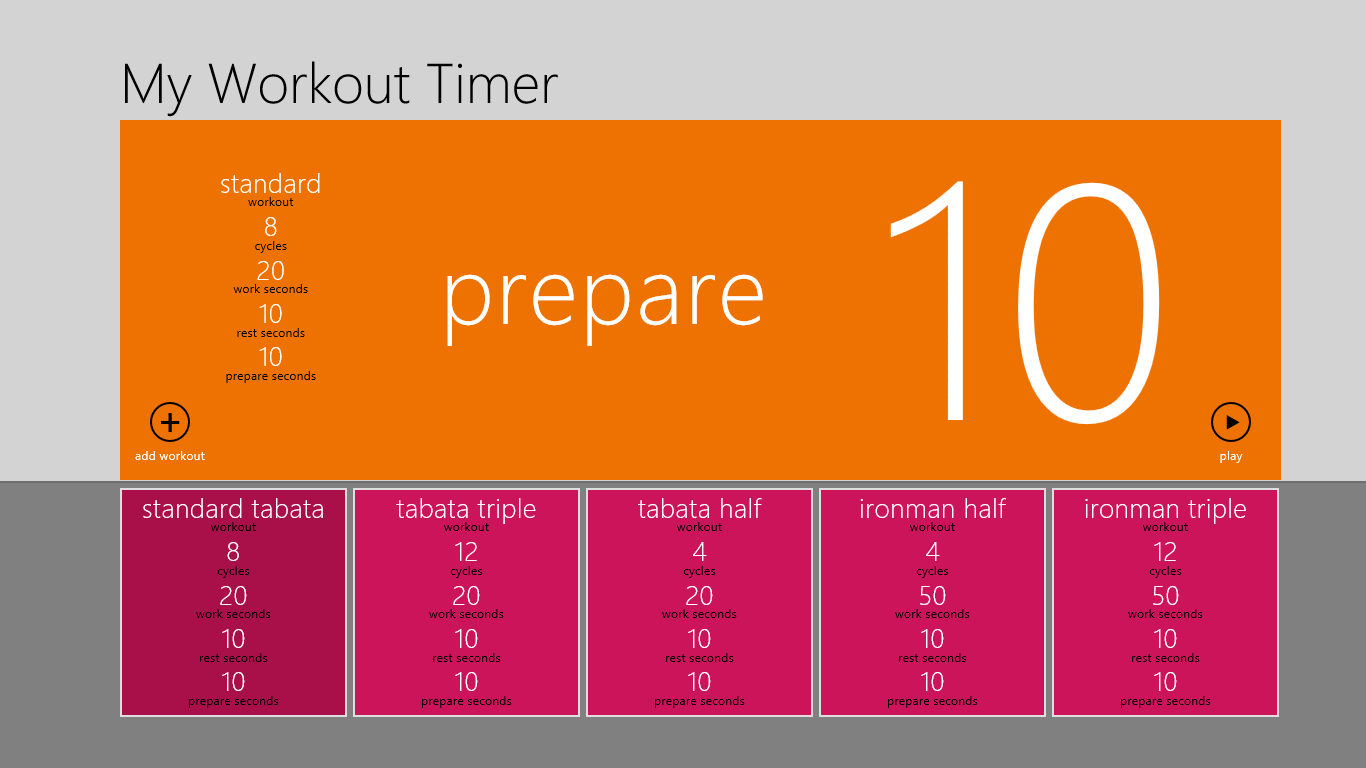 My Workout Timer
standard
workout
8
cycles
20
work seconds
10
rest seconds
10
prepare seconds
prepare
10
add workout
play
standard tabata
workout
8
cycles
20
work seconds
10
rest seconds
10
prepare seconds
tabata triple
workout
12
cycles
20
work seconds
10
rest seconds
10
prepare seconds
tabata half
workout
4
cycles
20
work seconds
10
rest seconds
10
prepare seconds
ironman half
workout
4
cycles
50
work seconds
10
rest seconds
10
prepare seconds
ironman triple
workout
12
cycles
50
work seconds
10
rest seconds
10
prepare seconds